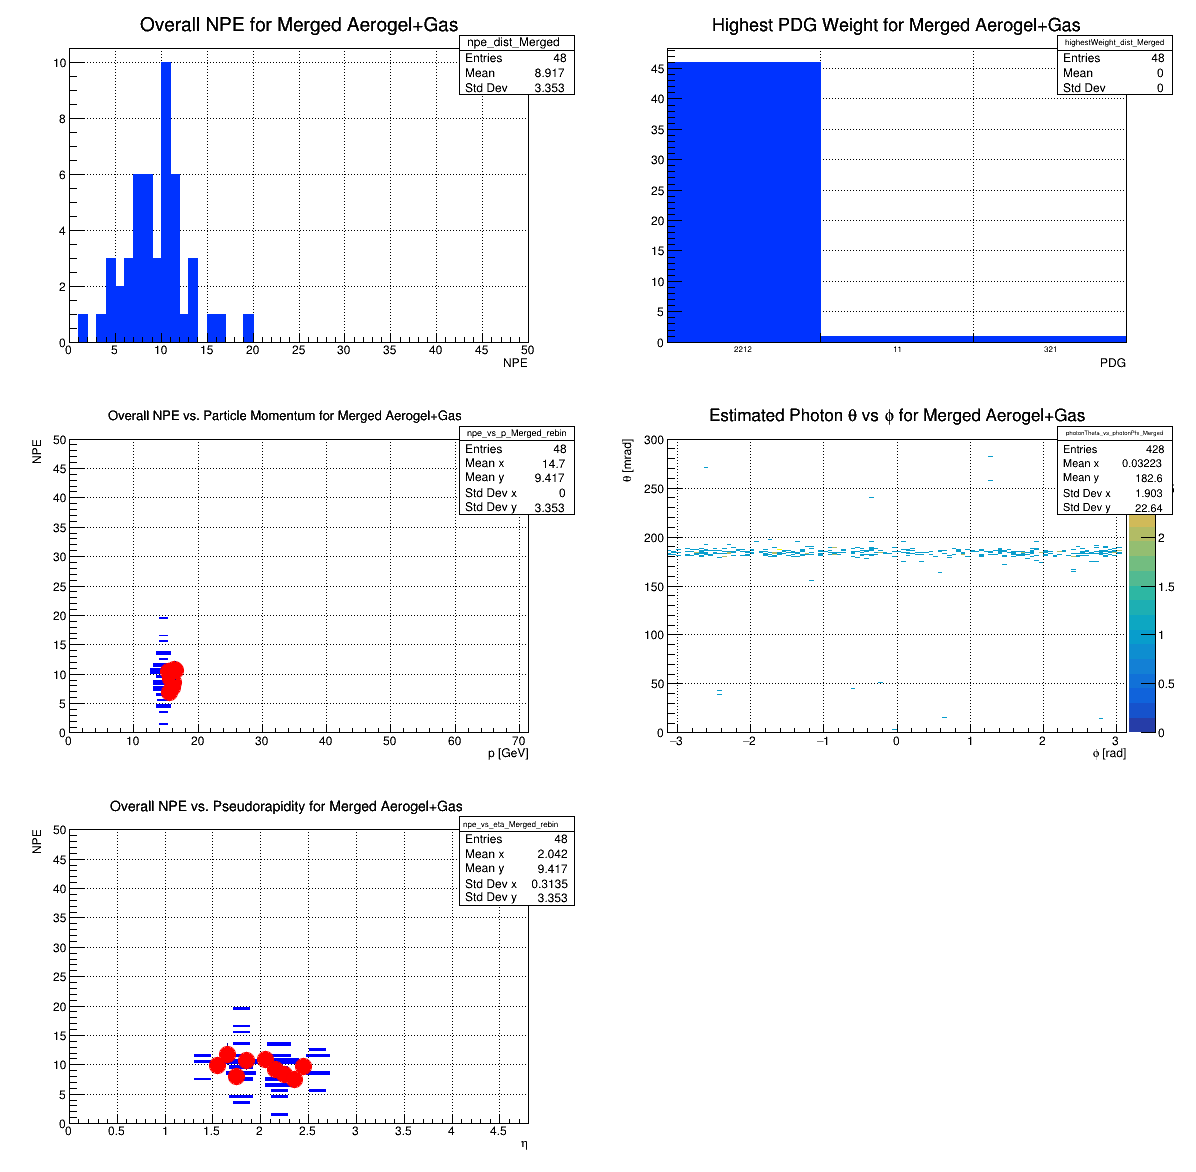 Overall NPE for Merged Aerogel+Gas
npe_dist_Merged
Entries 48
Mean 8.917
Std Dev 3.353
10
8
6
4
2
0
0 5 10 15 20 25 30 35 40 45 50
NPE
Highest PDG Weight for Merged Aerogel+Gas
highestWeight_dist_Merged
Entries 48
Mean 0
Std Dev 0
45
40
35
30
25
20
15
10
5
0
2212 11 321
PDG
Overall NPE vs. Particle Momentum for Merged Aerogel+Gas
npe_vs_p_Merged_rebin
Entries 48
Mean x 14.7
Mean y 9.417
Std Dev x 0
Std Dev y 3.353
NPE
50
45
40
35
30
25
20
15
10
5
0
0 10 20 30 40 50 60 70
p [GeV]
Estimated Photon θ vs ϕ for Merged Aerogel+Gas
photonTheta_vs_photonPhi_Merged
Entries 428
Mean x 0.03223
Mean y 182.6
Std Dev x 1.903
Std Dev y 22.64
θ [mrad]
300
250
200
150
100
50
0
−3 −2 −1 0 1 2 3
ϕ [rad]
2
1.5
1
0.5
0
Overall NPE vs. Pseudorapidity for Merged Aerogel+Gas
npe_vs_eta_Merged_rebin
Entries 48
Mean x 2.042
Mean y 9.417
Std Dev x 0.3135
Std Dev y 3.353
NPE
50
45
40
35
30
25
20
15
10
5
0
0 0.5 1 1.5 2 2.5 3 3.5 4 4.5
η